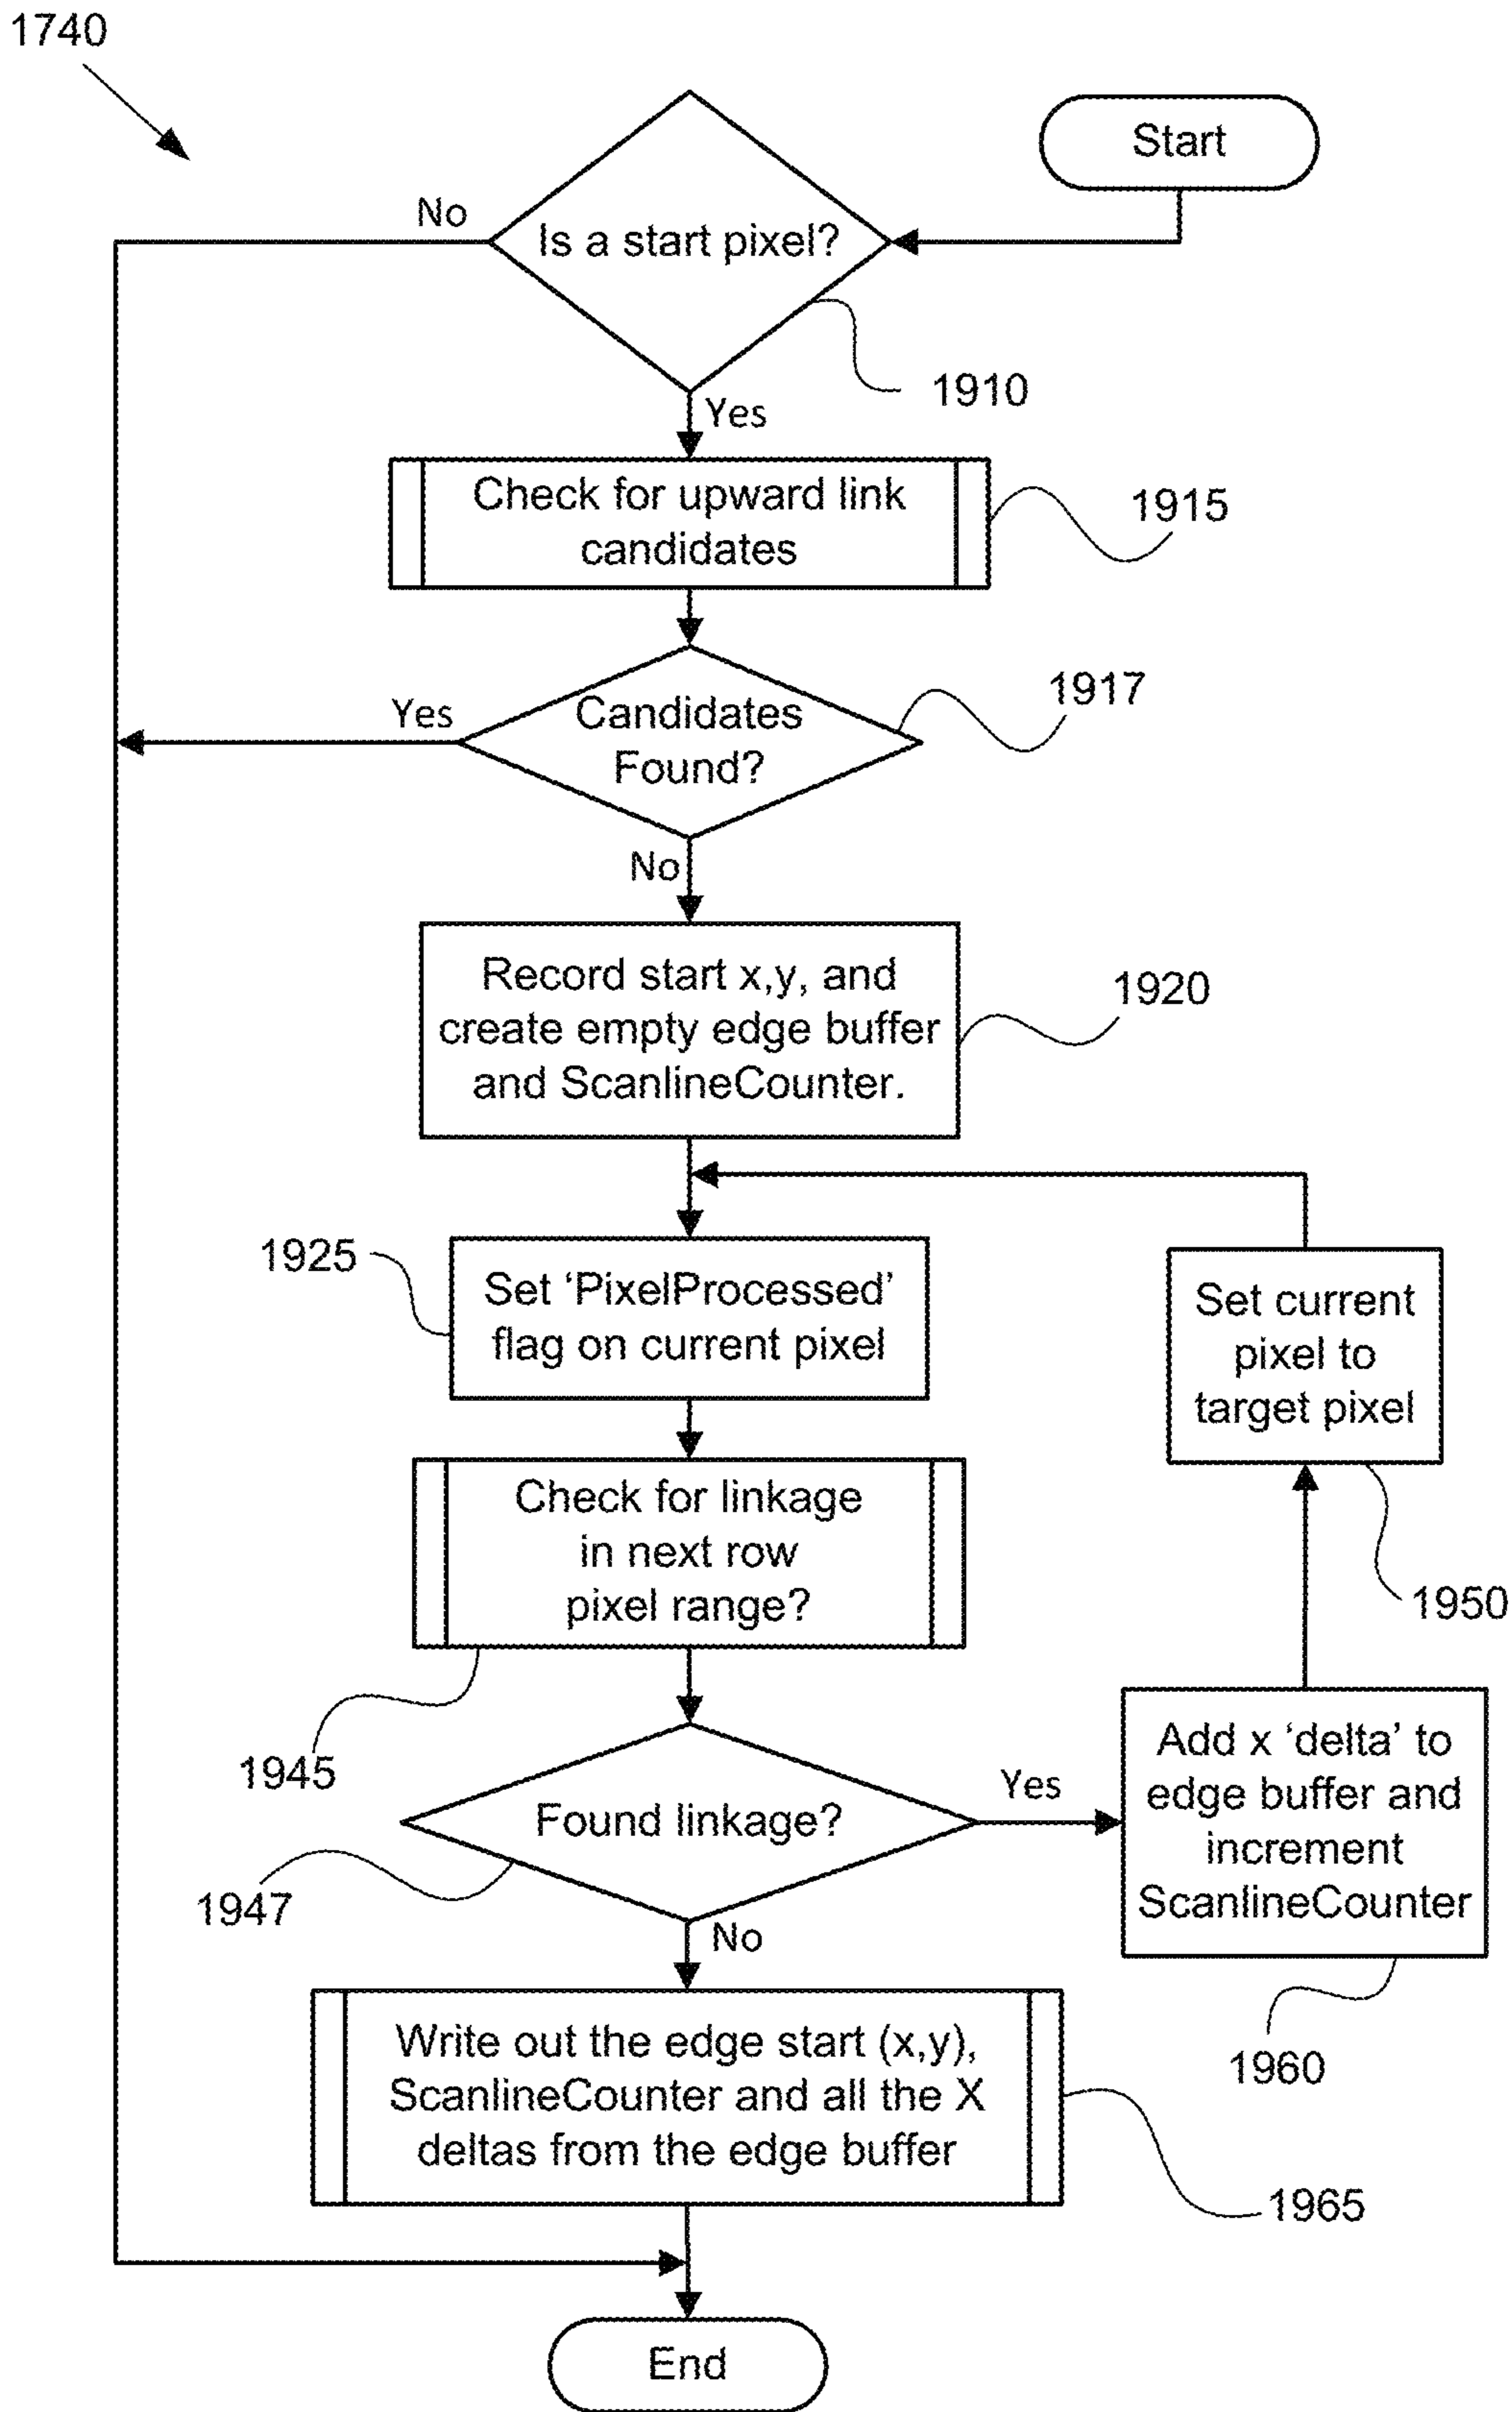 1740
Start
No
Is a start pixel?
1910
Yes
Check for upward link
candidates
1915
1917
Yes
Candidates
Found?
No
Record start x,y, and
create empty edge buffer
and ScanlineCounter.
1920
1925
Set ‘PixelProcessed’
flag on current pixel
Set current
pixel to
target pixel
Check for linkage
in next row
pixel range?
1950
1945
Add x ‘delta’ to
edge buffer and
increment
ScanlineCounter
Yes
Found linkage?
1947
No
1960
Write out the edge start (x,y),
ScanlineCounter and all the X
deltas from the edge buffer
1965
End